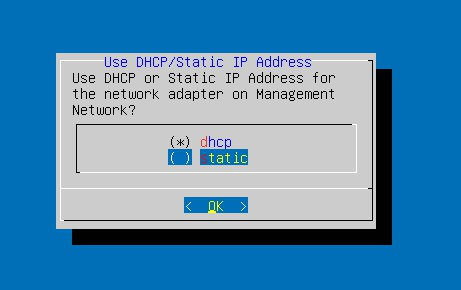 Use DHCP/Static IP Address
Use DHCP or Static IP Address for
the network adapter on Management
Network?
(*) dhcp
( ) static
< OK >